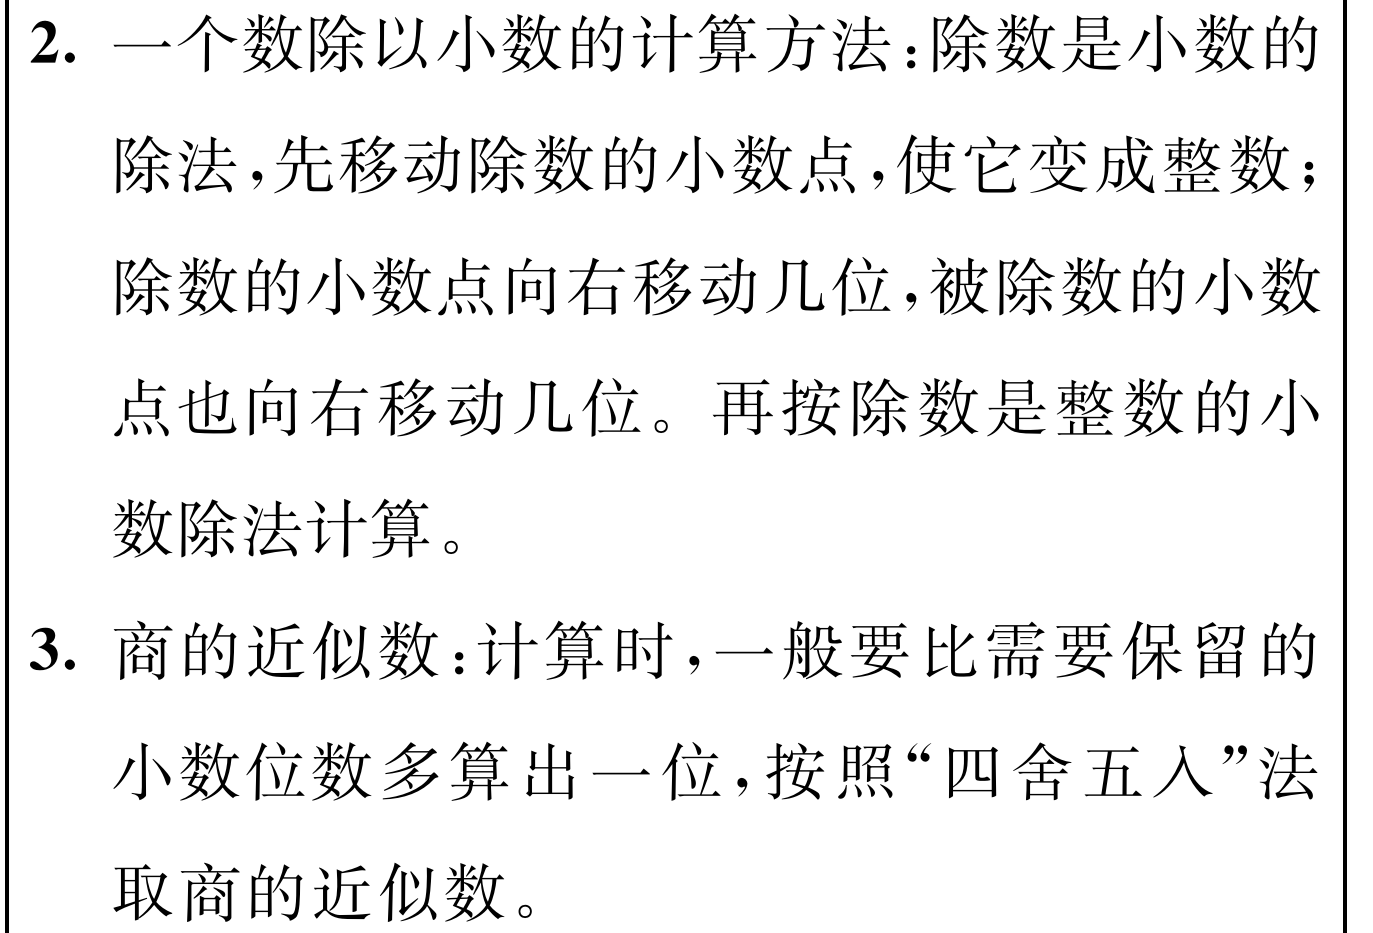 2. 一个数除以小数的计算方法:除数是小数的
除法,先移动除数的小数点,使它变成整数;
除数的小数点向右移动几位,被除数的小数
点也向右移动几位。再按除数是整数的小
数除法计算。
3. 商的近似数:计算时,一般要比需要保留的
小数位数多算出一位,按照“四舍五入”法
取商的近似数。